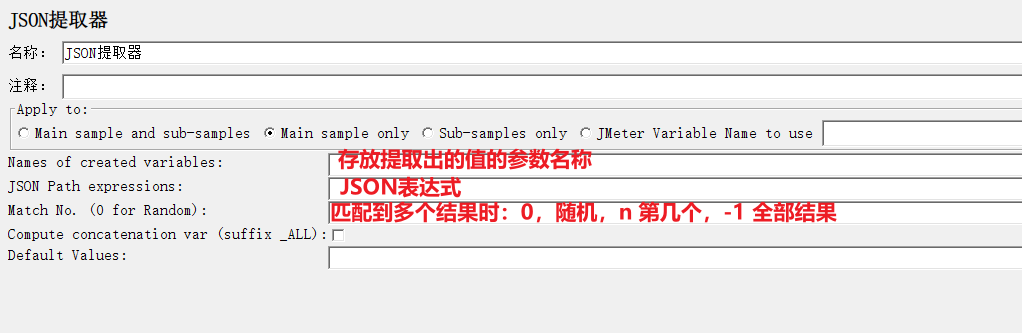 JSON提取器
名称： JSON提取器
注释：
Apply to:
Main sample and sub-samples Main sample only Sub-samples only JMeter Variable Name to use
Names of created variables: 存放提取出的值的参数名称
JSON Path expressions: JSON表达式
Match No. (0 for Random): 匹配到多个结果时：0，随机，n 第几个，-1 全部结果
Compute concatenation var (suffix _ALL):
Default Values: